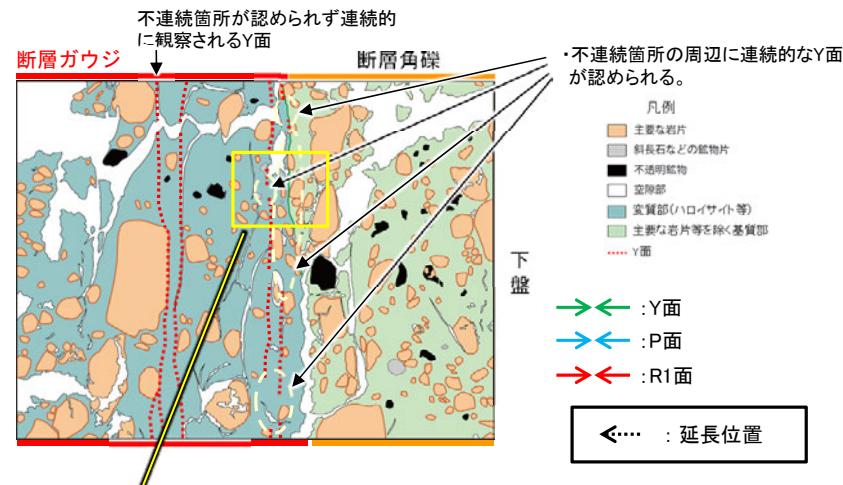 不連続箇所が認められず連続的
に観察されるY面
断層ガウジ
断層角礫
・不連続箇所の周辺に連続的なY面
が認められる。
凡例
主要な岩片
斜長石などの鉱物片
不透明鉱物
空隙部
変質部(ハロイサイト等)
主要な岩片等を除く基質部
Y面
下盤
:Y面
:P面
:R1面
:延長位置